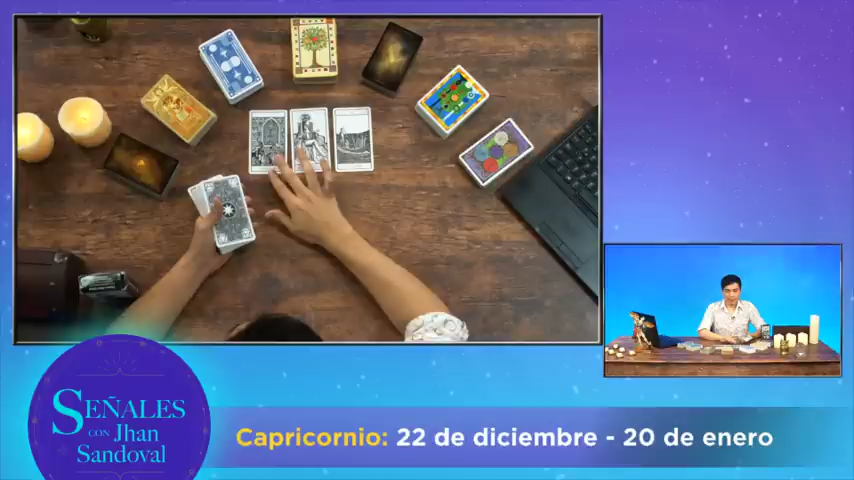 SEÑALES
CON Jhan
Sandoval
Capricornio: 22 de diciembre - 20 de enero